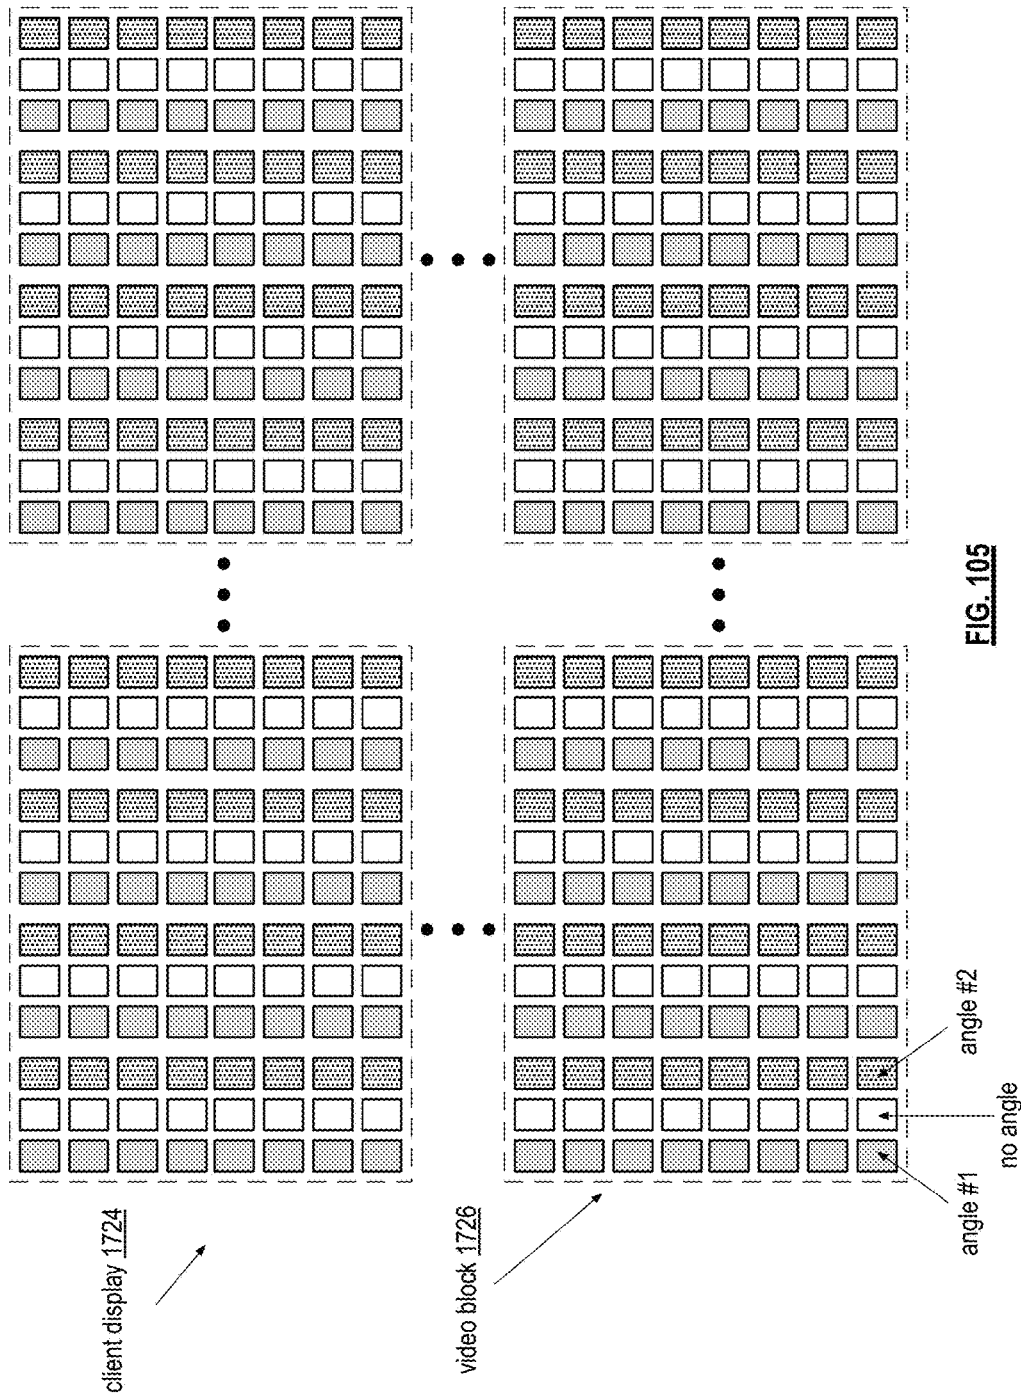 client display 1724
video block 1726
angle #1
no angle
angle #2
FIG. 105